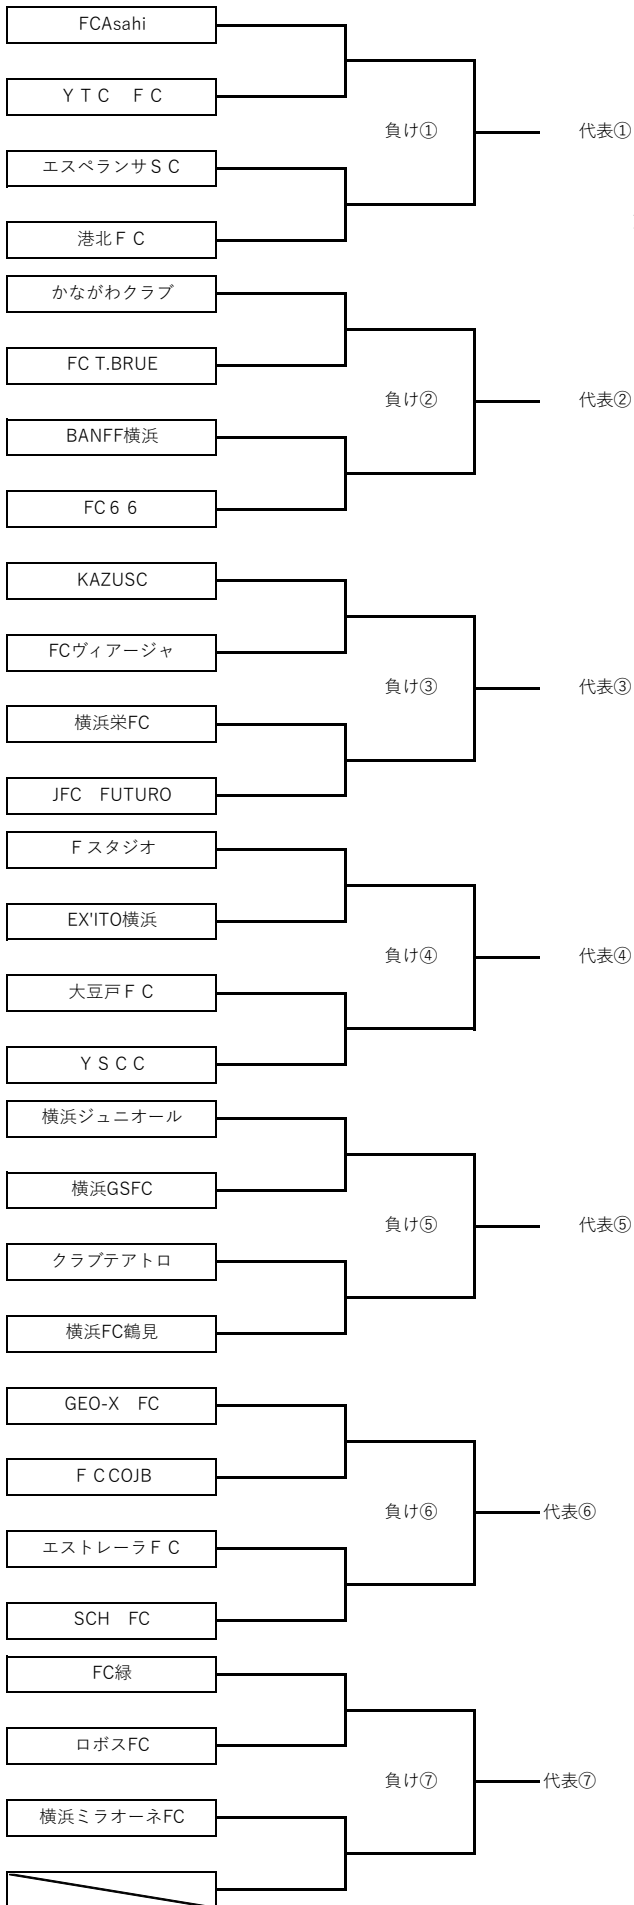 FCAsahi
ＹＴＣ　ＦＣ
負け① 代表①
エスペランサＳＣ
港北ＦＣ
かながわクラブ
FC T.BRUE
負け② 代表②
BANFF横浜
FC６６
KAZUSC
FCヴィアージャ
負け③ 代表③
横浜栄FC
JFC　FUTURO
Ｆスタジオ
EX'ITO横浜
負け④ 代表④
大豆戸ＦＣ
ＹＳＣＣ
横浜ジュニオール
横浜GSFC
負け⑤ 代表⑤
クラブテアトロ
横浜FC鶴見
GEO-X　FC
ＦＣCOJB
負け⑥ 代表⑥
エストレーラＦＣ
SCH　FC
FC緑
ロボスFC
負け⑦ 代表⑦
横浜ミラオーネFC